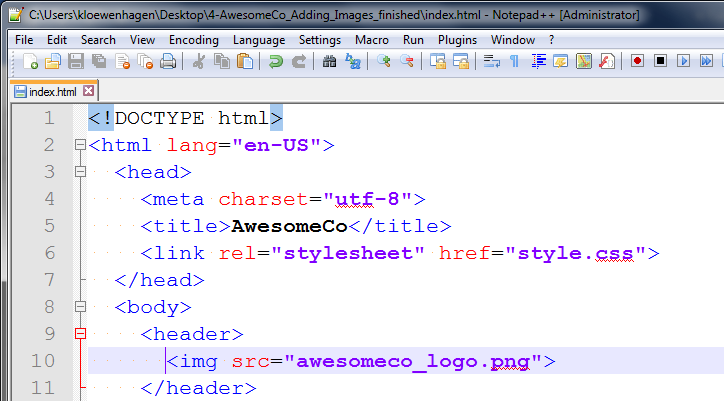 C:\Users\kloewenhagen\Desktop\4-AwesomeCo_Adding_Images_finished\index.html - Notepad++ [Administrator]
File Edit Search View Encoding Language Settings Macro Run Plugins Window ?
index.html
1 <!DOCTYPE html>
2 <html lang="en-US">
3 <head>
4 <meta charset="utf-8">
5 <title>AwesomeCo</title>
6 <link rel="stylesheet" href="style.css">
7 </head>
8 <body>
9 <header>
10 <img src="awesomeco_logo.png">
11 </header>